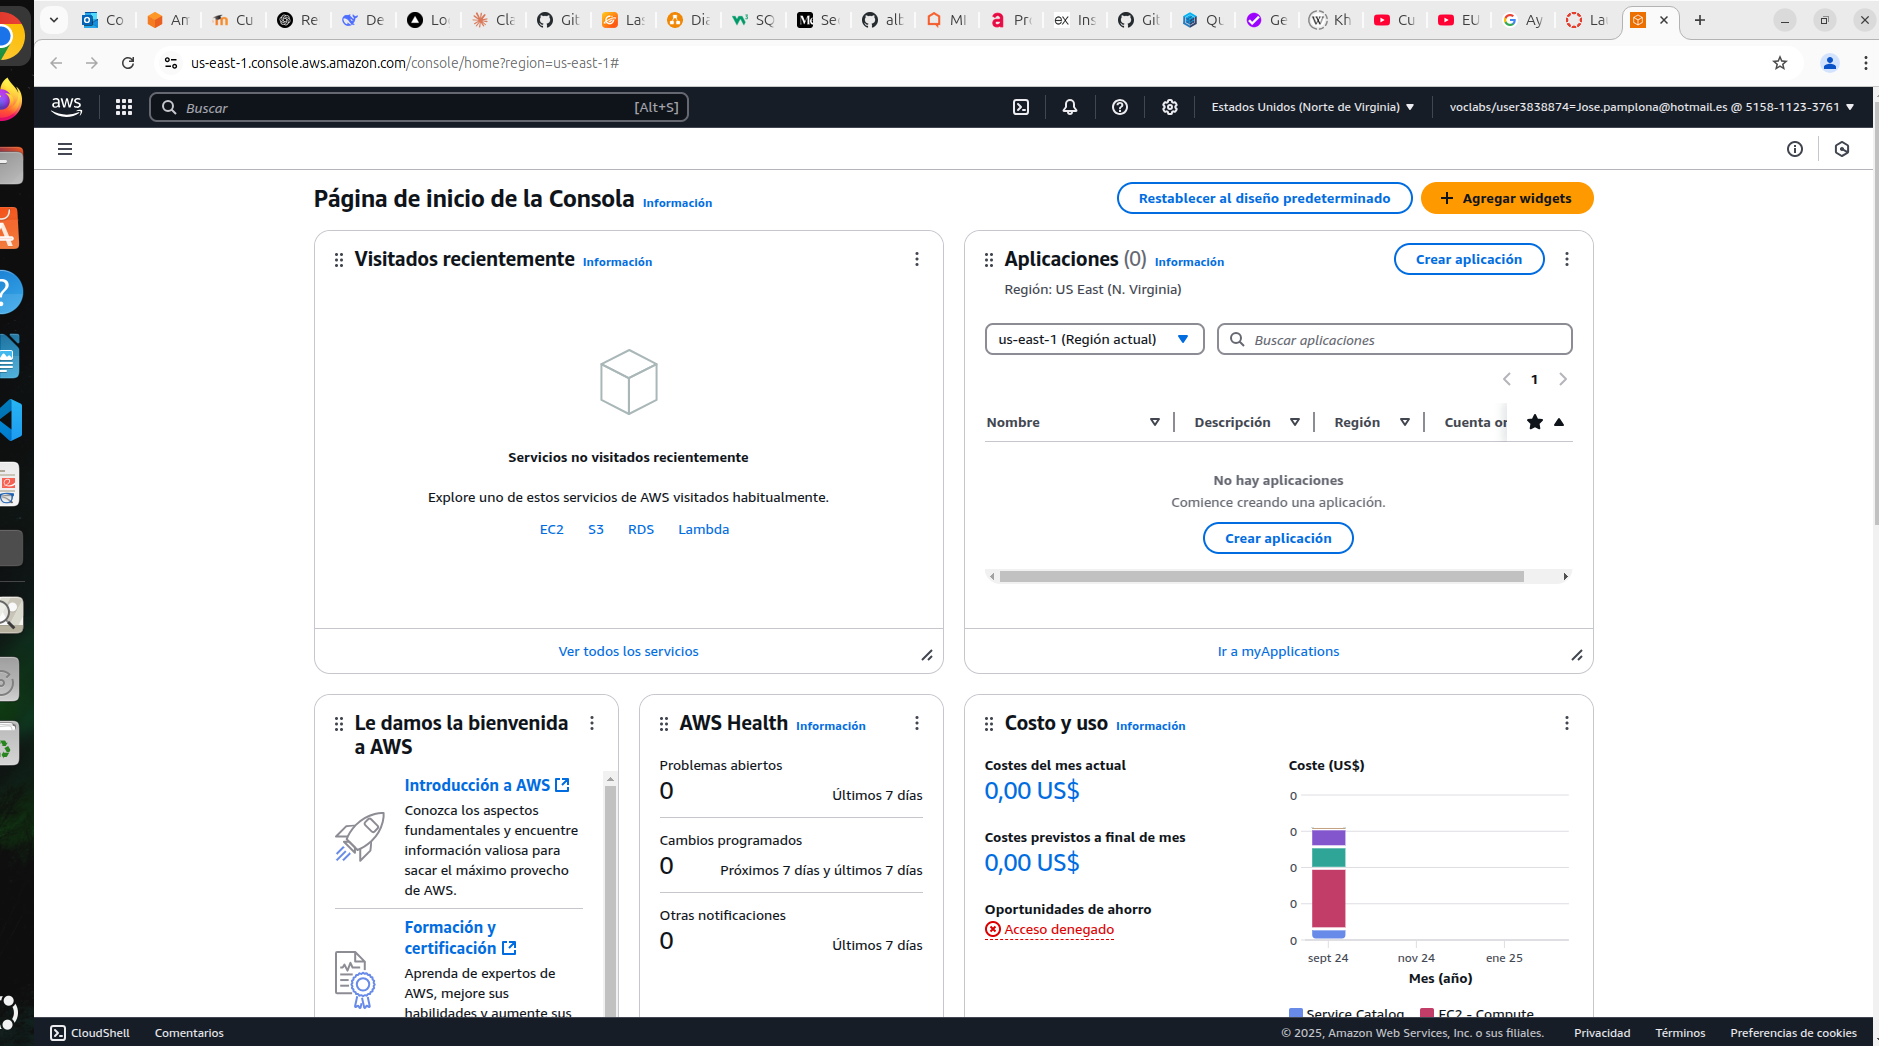 Co
Am
Cu
Re
De
Lo
Cla
Git
Las
Dia
SQ
Se
alb
MI
Pro
Ins
Git
Qu
Ge
Kh
Cu
EU
Ay
La
us-east-1.console.aws.amazon.com/console/home?region=us-east-1#
aws
Buscar
[Alt+S]
Estados Unidos (Norte de Virginia)
voclabs/user3838874=Jose.pamplona@hotmail.es @ 5158-1123-3761
Página de inicio de la Consola Información
Restablecer al diseño predeterminado
Agregar widgets
Visitados recientemente Información
Servicios no visitados recientemente
Explore uno de estos servicios de AWS visitados habitualmente.
EC2 S3 RDS Lambda
Ver todos los servicios
Aplicaciones (0) Información
Crear aplicación
Región: US East (N. Virginia)
us-east-1 (Región actual)
Buscar aplicaciones
1
Nombre Descripción Región Cuenta or
No hay aplicaciones
Comience creando una aplicación.
Crear aplicación
Ir a myApplications
Le damos la bienvenida
a AWS
Introducción a AWS
Conozca los aspectos
fundamentales y encuentre
información valiosa para
sacar el máximo provecho
de AWS.
Formación y
certificación
Aprenda de expertos de
AWS, mejore sus
habilidades y aumente sus
AWS Health Información
Problemas abiertos
0 Últimos 7 días
Cambios programados
0 Próximos 7 días y últimos 7 días
Otras notificaciones
0 Últimos 7 días
Costo y uso Información
Costes del mes actual
0,00 US$
Costes previstos a final de mes
0,00 US$
Oportunidades de ahorro
Acceso denegado
Coste (US$)
0
0
0
0
0
sept 24 nov 24 ene 25
Mes (año)
Service Catalog EC2 - Compute
CloudShell Comentarios
© 2025, Amazon Web Services, Inc. o sus filiales. Privacidad Términos Preferencias de cookies